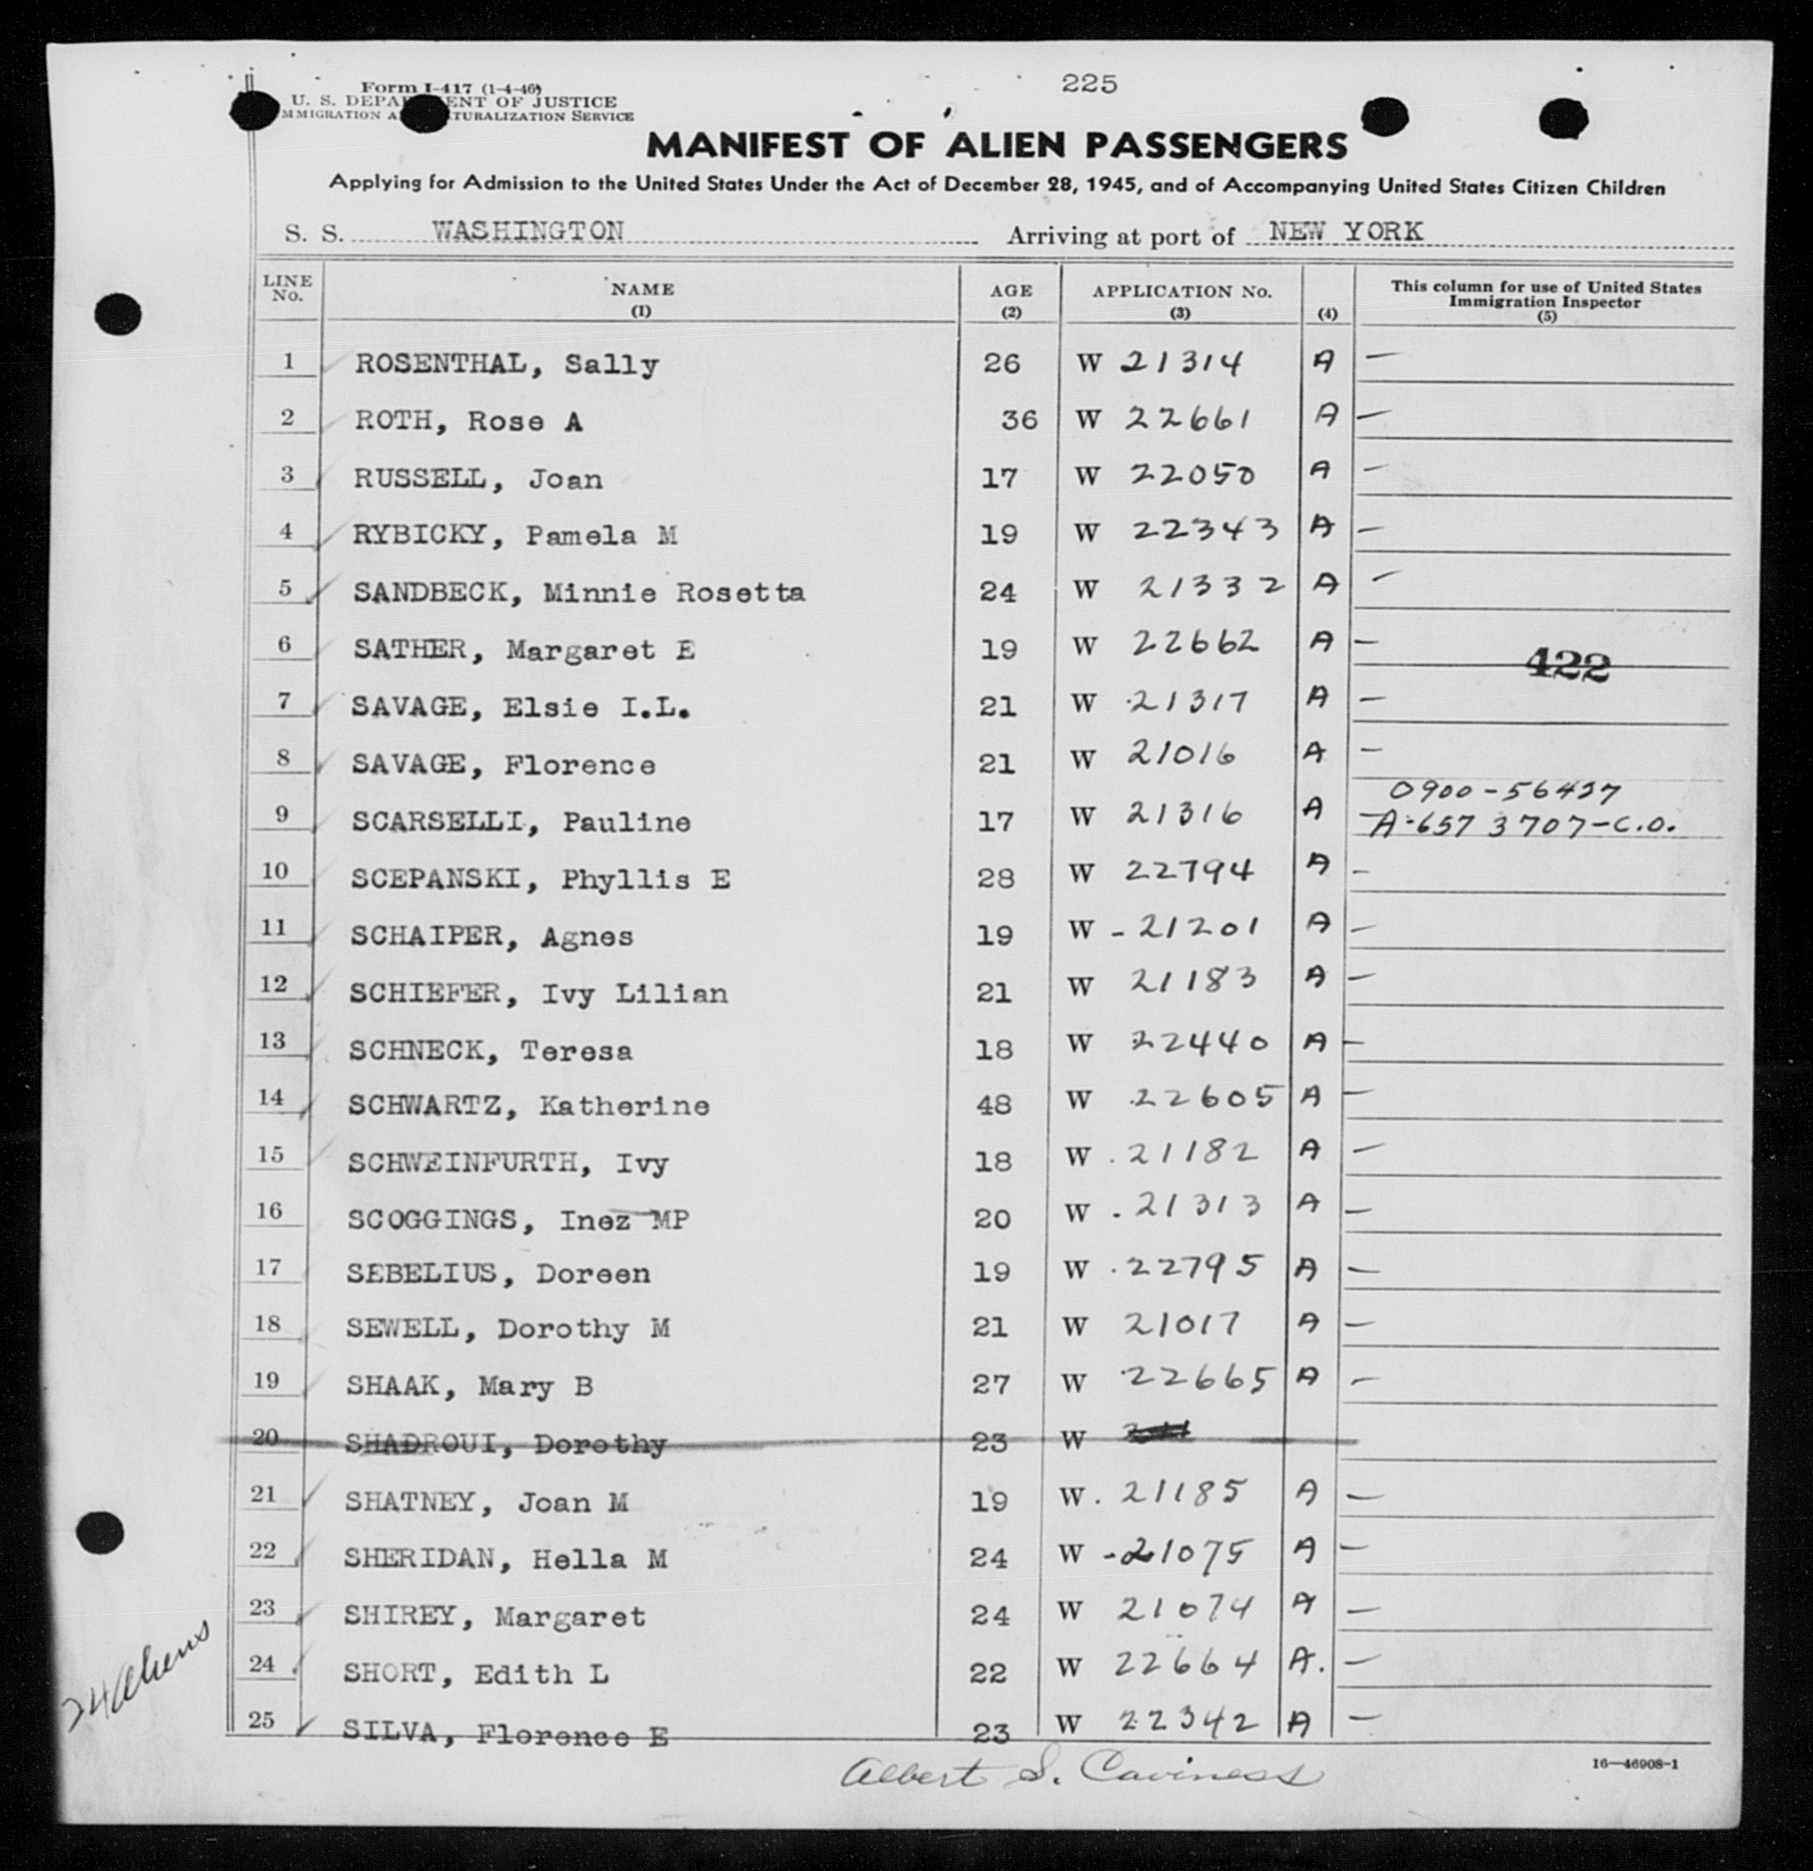 225
Form I-417 (1-4-46)
U. S. DEPA ENT OF JUSTICE
MMIGRATION A TURALIZATION SERVICE
MANIFEST OF ALIEN PASSENGERS
Applying for Admission to the United States Under the Act of December 28, 1945, and of Accompanying United States Citizen Children
S. S. WASHINGTON Arriving at port of NEW YORK
LINE No. NAME (1) AGE (2) APPLICATION No. (3) (4) This column for use of United States Immigration Inspector (5)
1 ROSENTHAL, Sally 26 W 21314 A —
2 ROTH, Rose A 36 W 22661 A —
3 RUSSELL, Joan 17 W 22050 A —
4 RYBICKY, Pamela M 19 W 22343 A —
5 SANDBECK, Minnie Rosetta 24 W 21332 A —
6 SATHER, Margaret E 19 W 22662 A — 422
7 SAVAGE, Elsie I.L. 21 W 21317 A —
8 SAVAGE, Florence 21 W 21016 A —
0900-56427
9 SCARSELLI, Pauline 17 W 21316 A A-657 3707-C.O.
10 SCEPANSKI, Phyllis E 28 W 22794 A —
11 SCHAIPER, Agnes 19 W - 21201 A —
12 SCHIEFER, Ivy Lilian 21 W 21183 A —
13 SCHNECK, Teresa 18 W 22440 A —
14 SCHWARTZ, Katherine 48 W 22605 A —
15 SCHWEINFURTH, Ivy 18 W 21182 A —
16 SCOGGINGS, Inez MP 20 W 21313 A —
17 SEBELIUS, Doreen 19 W 22795 A —
18 SEWELL, Dorothy M 21 W 21017 A —
19 SHAAK, Mary B 27 W 22665 A —
20 SHADROUI, Dorothy 23 W
21 SHATNEY, Joan M 19 W 21185 A —
22 SHERIDAN, Hella M 24 W - 21075 A —
23 SHIREY, Margaret 24 W 21074 A —
24 SHORT, Edith L 22 W 22664 A. —
25 SILVA, Florence E 23 W 22342 A —
24 Aliens
Albert S. Caviness
16—46908-1